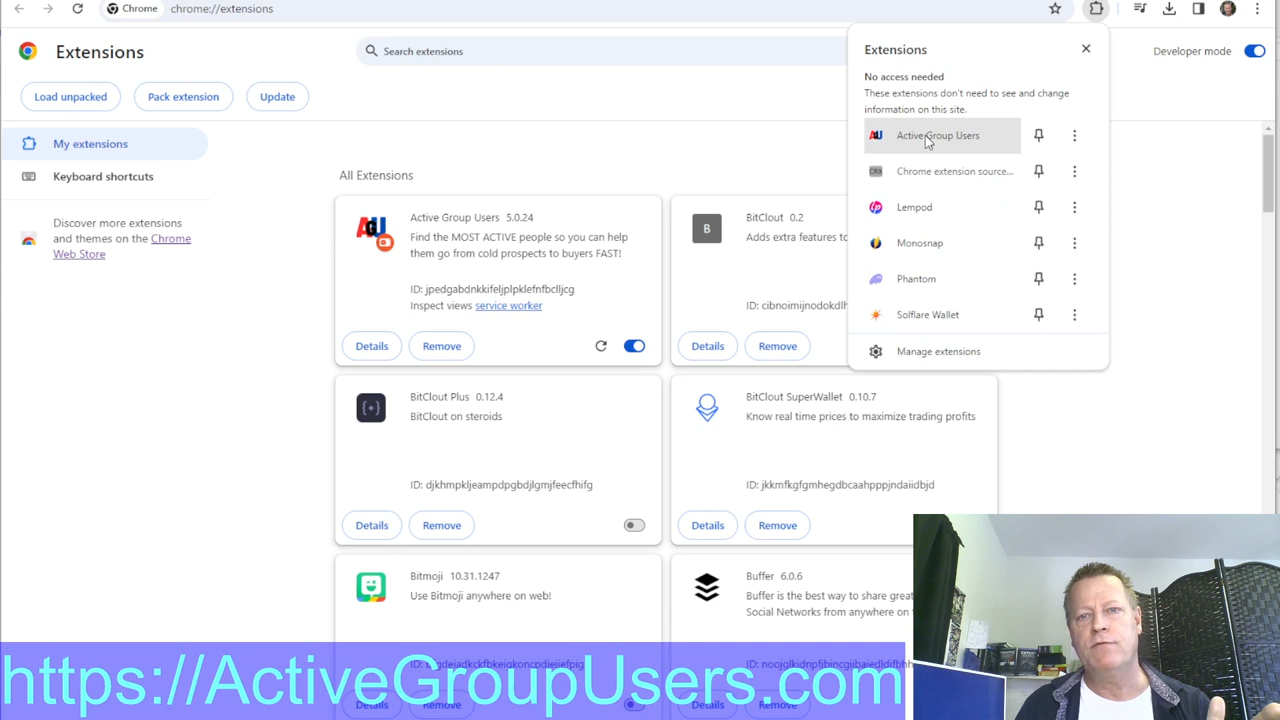 Chrome
chrome://extensions
Extensions
Search extensions
Developer mode
Load unpacked
Pack extension
Update
My extensions
Keyboard shortcuts
Discover more extensions
and themes on the Chrome
Web Store
All Extensions
Active Group Users 5.0.24
Find the MOST ACTIVE people so you can help
them go from cold prospects to buyers FAST!
ID: jpedgabdnkkifeljplpklefnfbclljcg
Inspect views service worker
Details
Remove
BitClout 0.2
Adds extra features to
ID: cibnoimijnodokdlh
Details
Remove
BitClout Plus 0.12.4
BitClout on steroids
ID: djkhmpkljeampdpgbdjlgmjfeecfhifg
Details
Remove
BitClout SuperWallet 0.10.7
Know real time prices to maximize trading profits
ID: jkkmfkgfgmhegdbcaahpppjndaiidbjd
Details
Remove
Bitmoji 10.31.1247
Use Bitmoji anywhere on web!
Details
Remove
Buffer 6.0.6
Buffer is the best way to share great
Social Networks from anywhere on
Details
Remove
Extensions
No access needed
These extensions don't need to see and change
information on this site.
Active Group Users
Chrome extension source...
Lempod
Monosnap
Phantom
Solflare Wallet
Manage extensions
https://ActiveGroupUsers.com